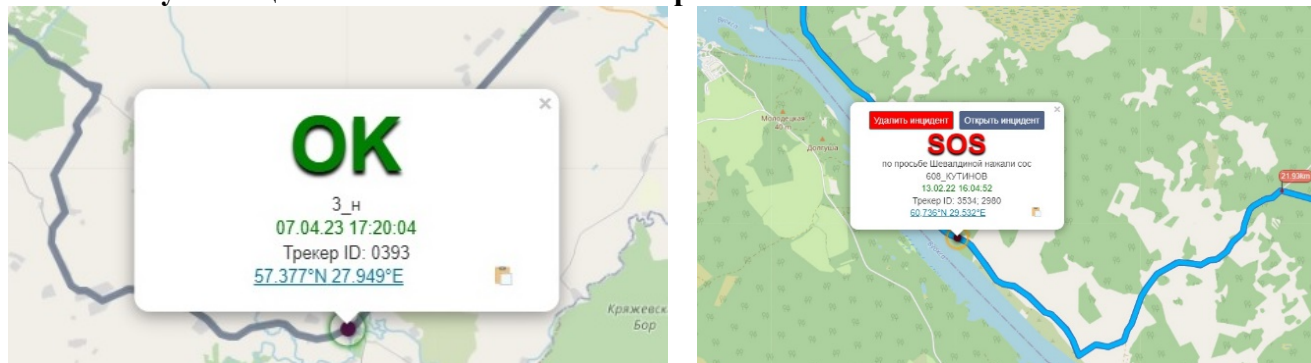 OK
3_н
07.04.23 17:20:04
Трекер ID: 0393
57.377°N 27.949°E
Кряжевск
Бор
Удалить инцидент Открыть инцидент
SOS
по просьбе Шевалдиной нажали сос
608_КУТИНОВ
13.02.22 16:04:52
Трекер ID: 3534; 2980
60.736°N 29.532°E
Молодецкая
Долгуша
21.93km